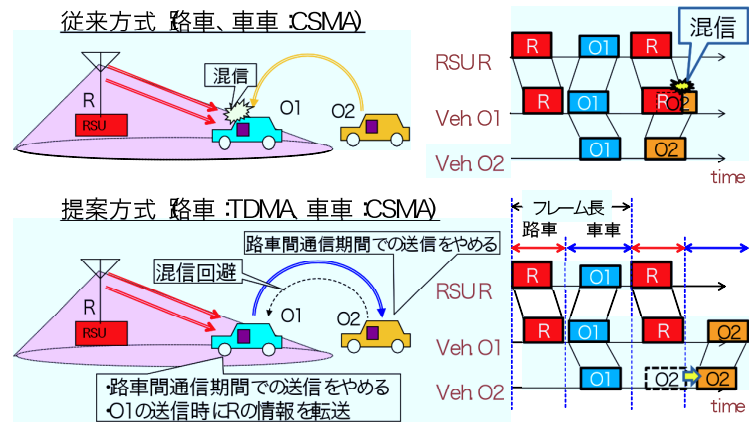 従来方式（路車、車車：CSMA）
混信
R
RSU
O1
O2
混信
RSU R
R
O1
R
Veh. O1
R
O1
R
O2
Veh. O2
O1
O2
time
提案方式（路車：TDMA、車車：CSMA）
路車間通信期間での送信をやめる
混信回避
R
RSU
O1
O2
・路車間通信期間での送信をやめる
・O1の送信時にRの情報を転送
フレーム長
路車
車車
RSU R
R
O1
R
Veh. O1
R
O1
R
O2
Veh. O2
O1
O2
O2
time